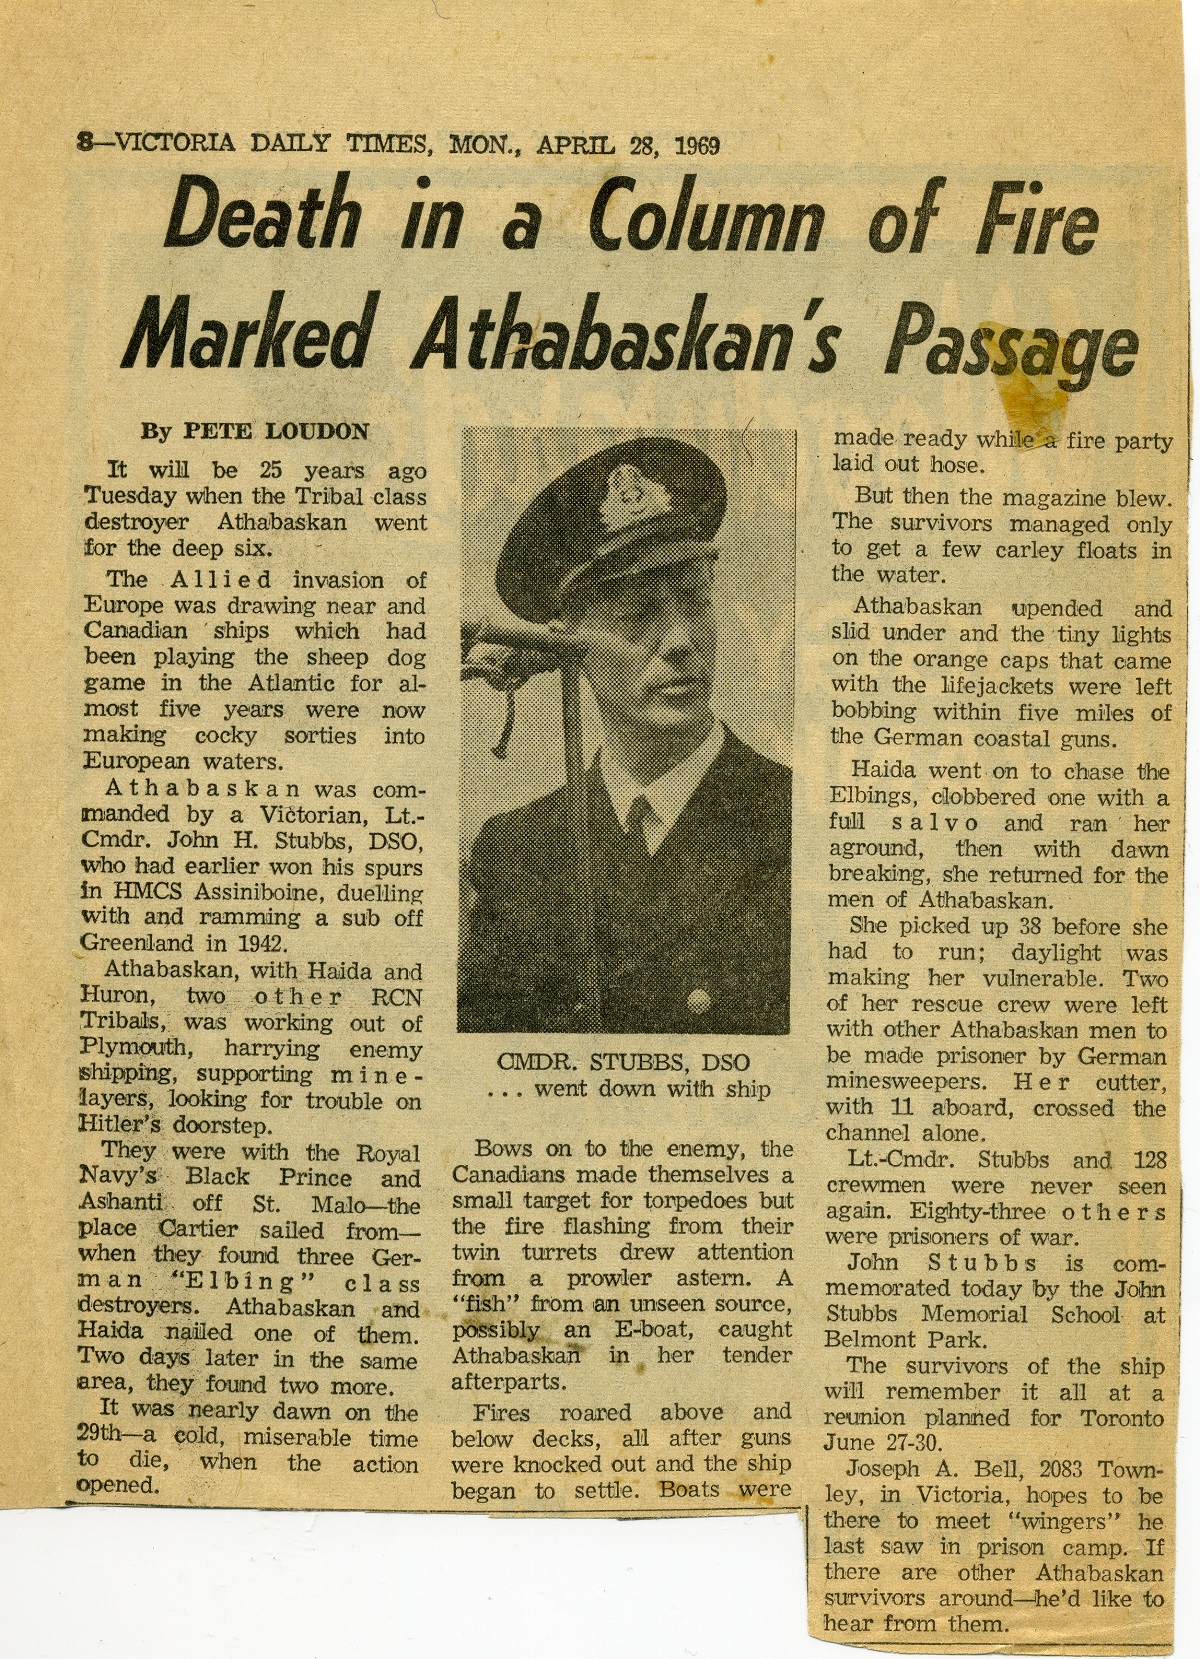 8—VICTORIA DAILY TIMES, MON., APRIL 28, 1969
Death in a Column of Fire
Marked Athabaskan's Passage
By PETE LOUDON
It will be 25 years ago
Tuesday when the Tribal class
destroyer Athabaskan went
for the deep six.
The Allied invasion of
Europe was drawing near and
Canadian ships which had
been playing the sheep dog
game in the Atlantic for al-
most five years were now
making cocky sorties into
European waters.
Athabaskan was com-
manded by a Victorian, Lt.-
Cmdr. John H. Stubbs, DSO,
who had earlier won his spurs
in HMCS Assiniboine, duelling
with and ramming a sub off
Greenland in 1942.
Athabaskan, with Haida and
Huron, two other RCN
Tribals, was working out of
Plymouth, harrying enemy
shipping, supporting mine-
layers, looking for trouble on
Hitler's doorstep.
They were with the Royal
Navy's Black Prince and
Ashanti off St. Malo—the
place Cartier sailed from—
when they found three Ger-
man "Elbing" class
destroyers. Athabaskan and
Haida nailed one of them.
Two days later in the same
area, they found two more.
It was nearly dawn on the
29th—a cold, miserable time
to die, when the action
opened.
CMDR. STUBBS, DSO
... went down with ship
Bows on to the enemy, the
Canadians made themselves a
small target for torpedoes but
the fire flashing from their
twin turrets drew attention
from a prowler astern. A
"fish" from an unseen source,
possibly an E-boat, caught
Athabaskan in her tender
afterparts.
Fires roared above and
below decks, all after guns
were knocked out and the ship
began to settle. Boats were
made ready while a fire party
laid out hose.
But then the magazine blew.
The survivors managed only
to get a few carley floats in
the water.
Athabaskan upended and
slid under and the tiny lights
on the orange caps that came
with the lifejackets were left
bobbing within five miles of
the German coastal guns.
Haida went on to chase the
Elbings, clobbered one with a
full salvo and ran her
aground, then with dawn
breaking, she returned for the
men of Athabaskan.
She picked up 38 before she
had to run; daylight was
making her vulnerable. Two
of her rescue crew were left
with other Athabaskan men to
be made prisoner by German
minesweepers. Her cutter,
with 11 aboard, crossed the
channel alone.
Lt.-Cmdr. Stubbs and 128
crewmen were never seen
again. Eighty-three others
were prisoners of war.
John Stubbs is com-
memorated today by the John
Stubbs Memorial School at
Belmont Park.
The survivors of the ship
will remember it all at a
reunion planned for Toronto
June 27-30.
Joseph A. Bell, 2083 Town-
ley, in Victoria, hopes to be
there to meet "wingers" he
last saw in prison camp. If
there are other Athabaskan
survivors around—he'd like to
hear from them.